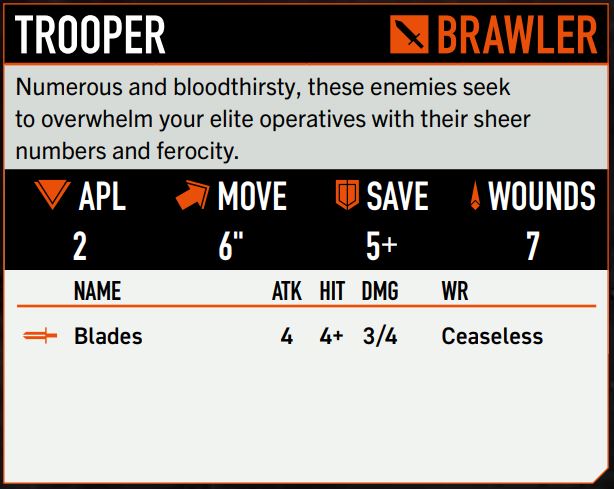 TROOPER BRAWLER
Numerous and bloodthirsty, these enemies seek
to overwhelm your elite operatives with their sheer
numbers and ferocity.
APL MOVE SAVE WOUNDS
2 6" 5+ 7
NAME ATK HIT DMG WR
Blades 4 4+ 3/4 Ceaseless